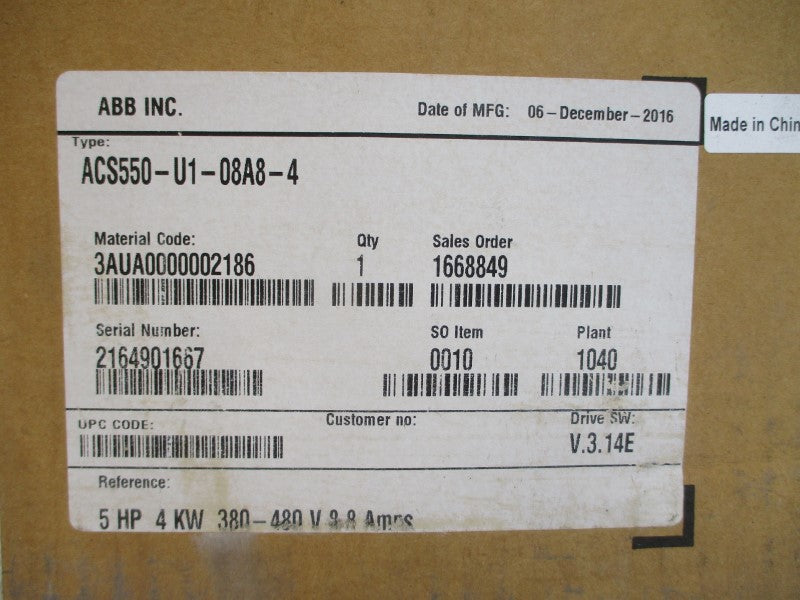 ABB INC. Date of MFG: 06-December-2016
Made in Chin
Type:
ACS550-U1-08A8-4
Material Code: Qty Sales Order
3AUA0000002186 1 1668849
Serial Number: SO Item Plant
2164901667 0010 1040
UPC CODE: Customer no: Drive SW:
V.3.14E
Reference:
5 HP 4 KW 380-480 V 8.8 Amps